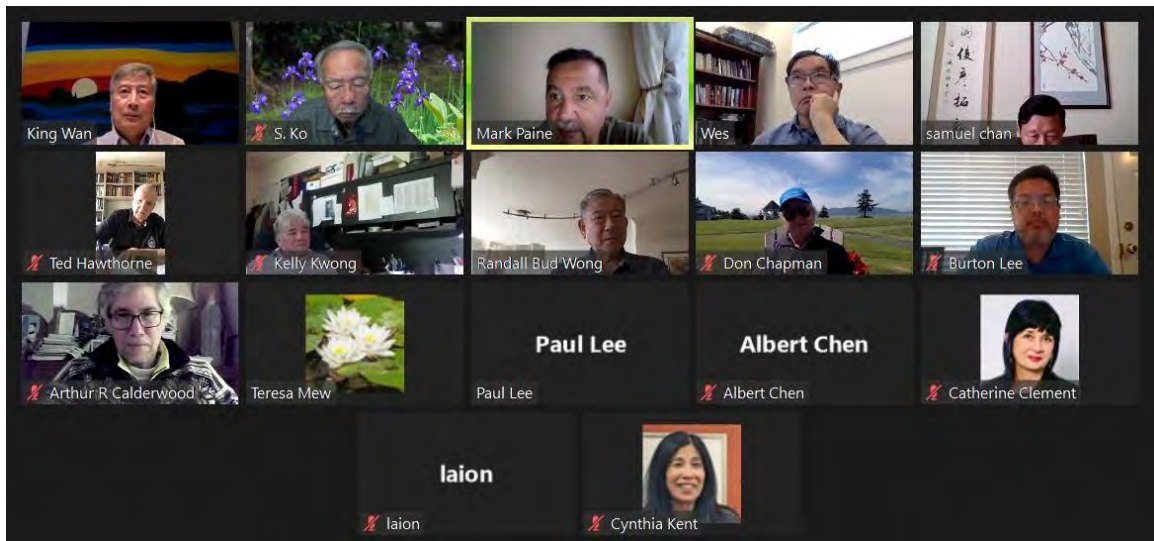 King Wan
S. Ko
Mark Paine
Wes
samuel chan
Ted Hawthorne
Kelly Kwong
Randall Bud Wong
Don Chapman
Burton Lee
Arthur R Calderwood
Teresa Mew
Paul Lee
Paul Lee
Albert Chen
Albert Chen
Catherine Clement
laion
laion
Cynthia Kent